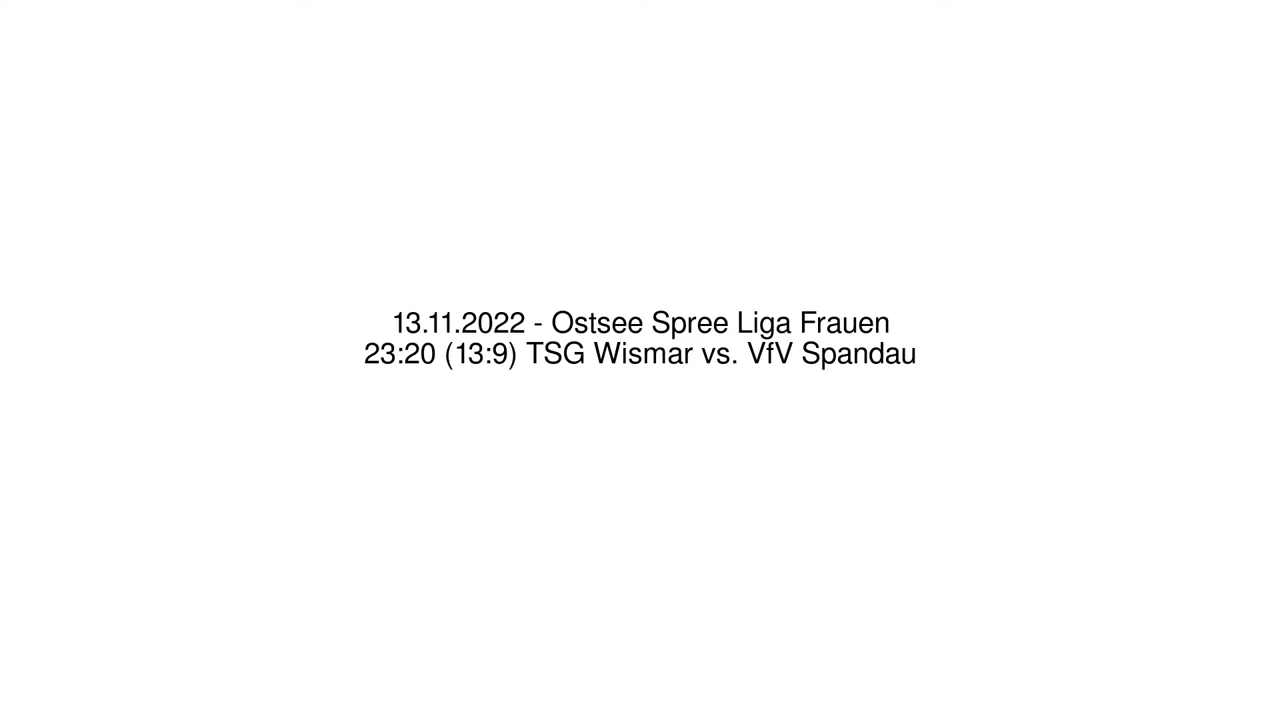 13.11.2022 - Ostsee Spree Liga Frauen
23:20 (13:9) TSG Wismar vs. VfV Spandau